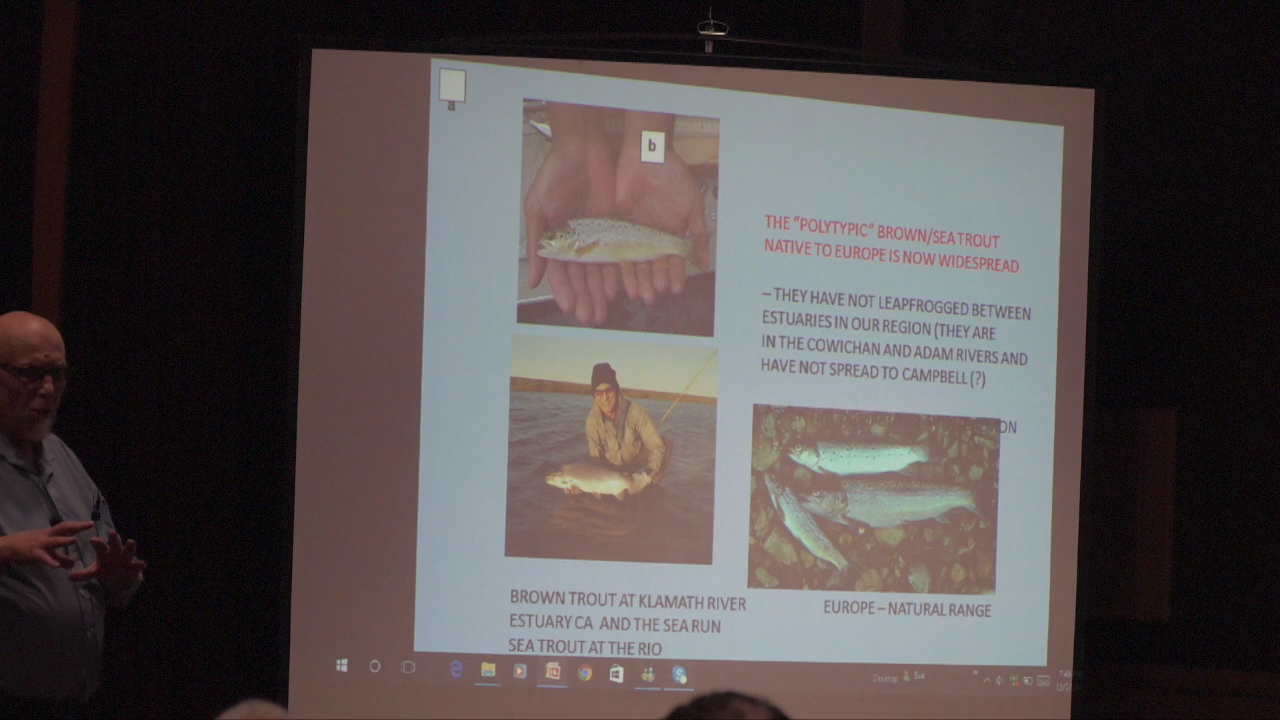 a
b
THE "POLYTYPIC" BROWN/SEA TROUT
NATIVE TO EUROPE IS NOW WIDESPREAD
– THEY HAVE NOT LEAPFROGGED BETWEEN
ESTUARIES IN OUR REGION (THEY ARE
IN THE COWICHAN AND ADAM RIVERS AND
HAVE NOT SPREAD TO CAMPBELL (?)
ON
BROWN TROUT AT KLAMATH RIVER
ESTUARY CA AND THE SEA RUN
SEA TROUT AT THE RIO
EUROPE – NATURAL RANGE
Desktop